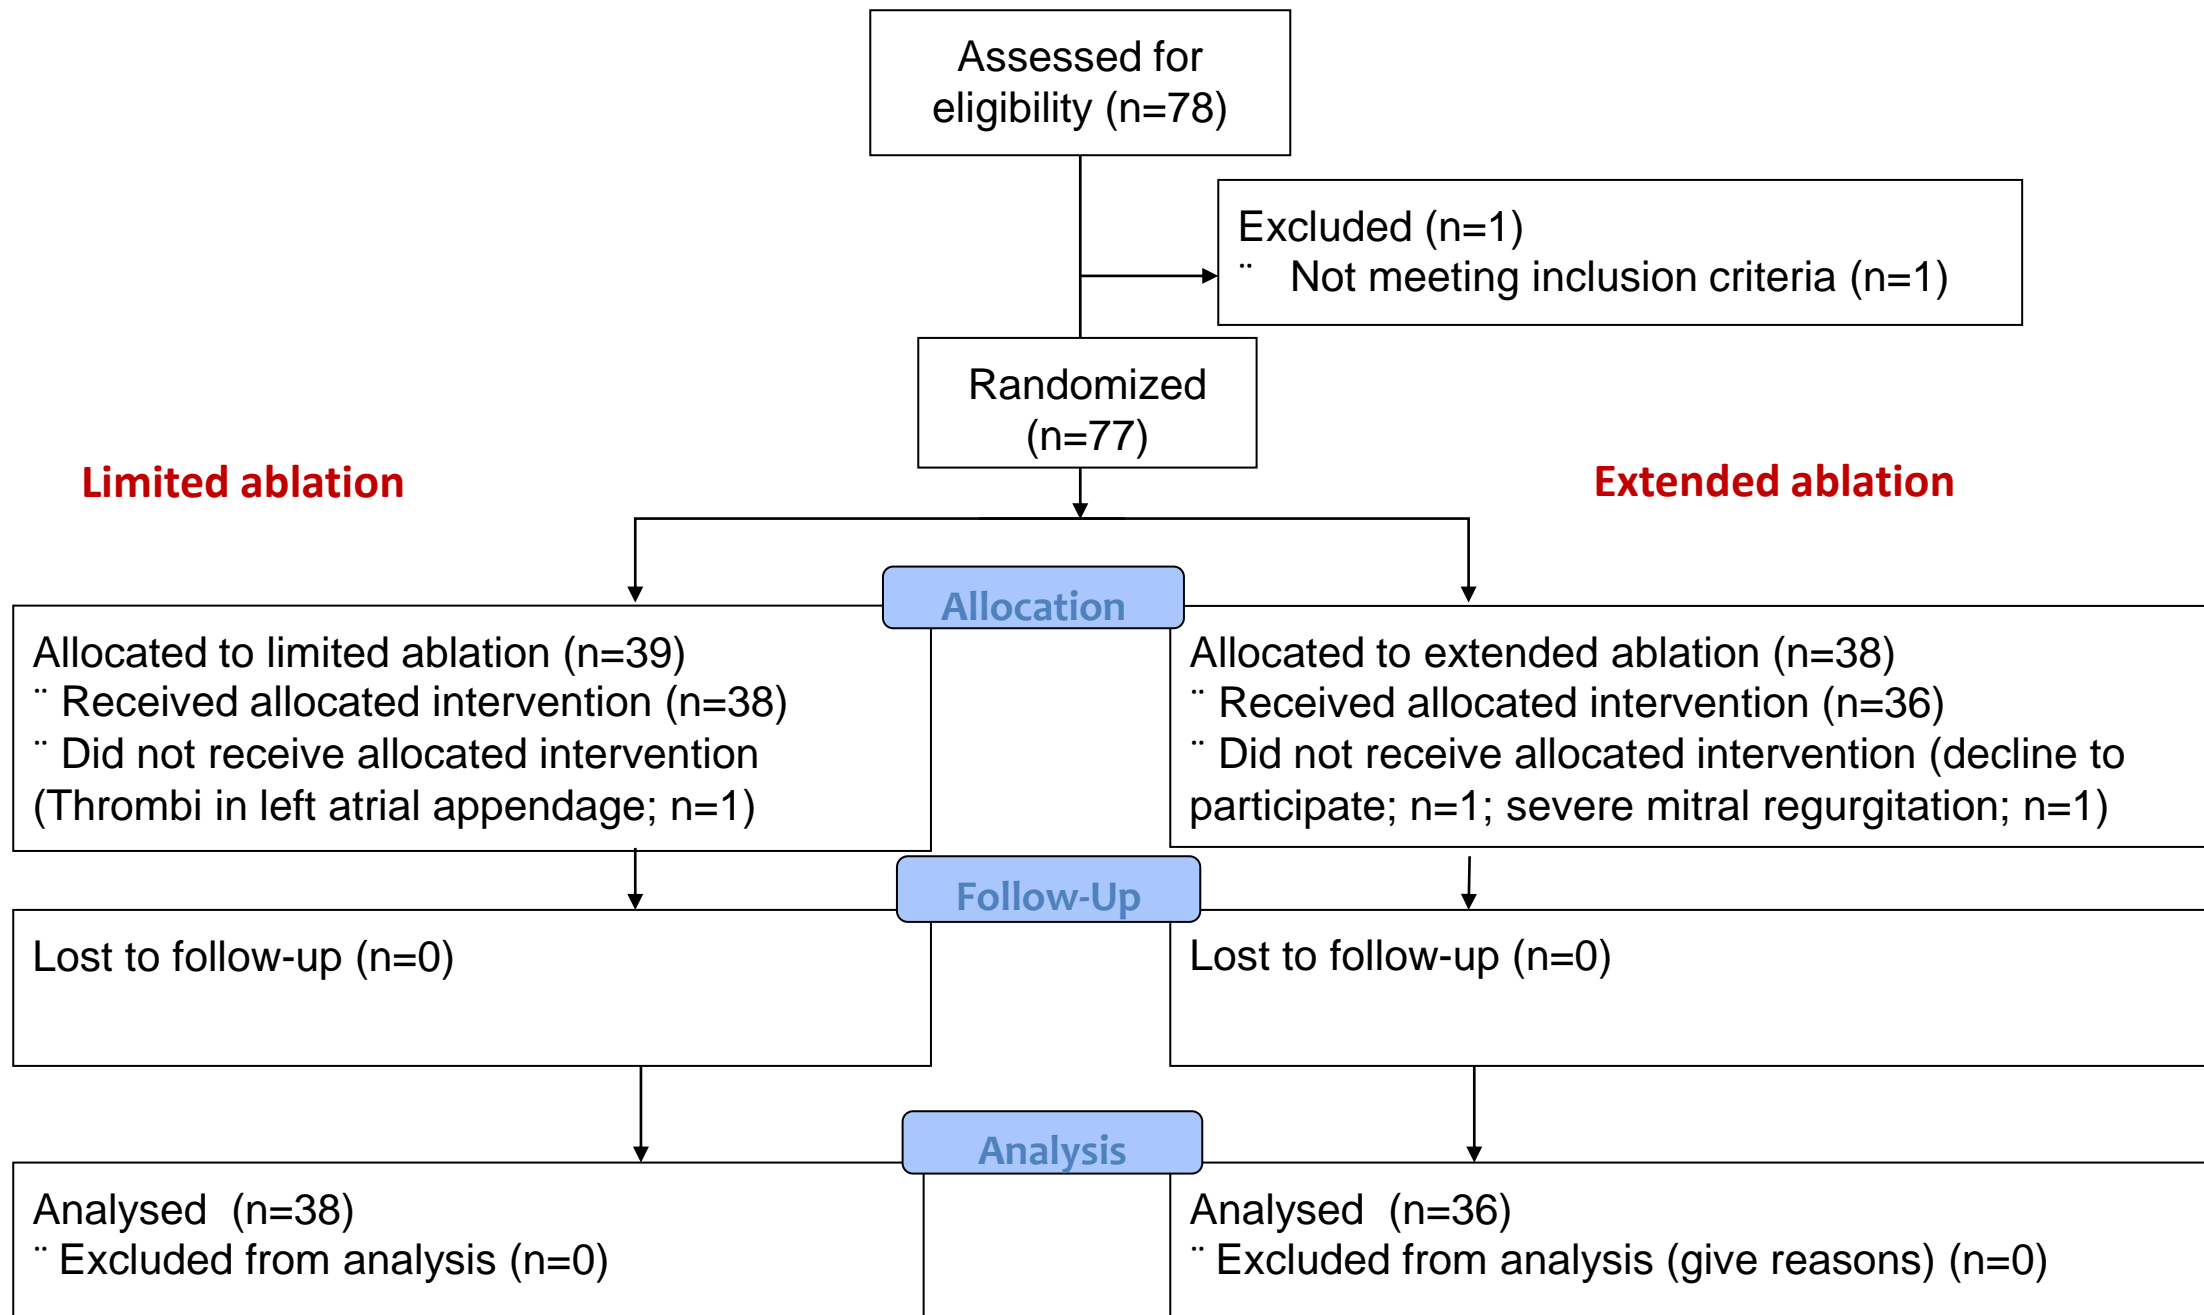 Assessed for
eligibility (n=78)
Excluded (n=1)
¨ Not meeting inclusion criteria (n=1)
Randomized
(n=77)
Limited ablation
Extended ablation
Allocation
Allocated to limited ablation (n=39)
¨ Received allocated intervention (n=38)
¨ Did not receive allocated intervention
(Thrombi in left atrial appendage; n=1)
Allocated to extended ablation (n=38)
¨ Received allocated intervention (n=36)
¨ Did not receive allocated intervention (decline to
participate; n=1; severe mitral regurgitation; n=1)
Follow-Up
Lost to follow-up (n=0)
Lost to follow-up (n=0)
Analysis
Analysed (n=38)
¨ Excluded from analysis (n=0)
Analysed (n=36)
¨ Excluded from analysis (give reasons) (n=0)